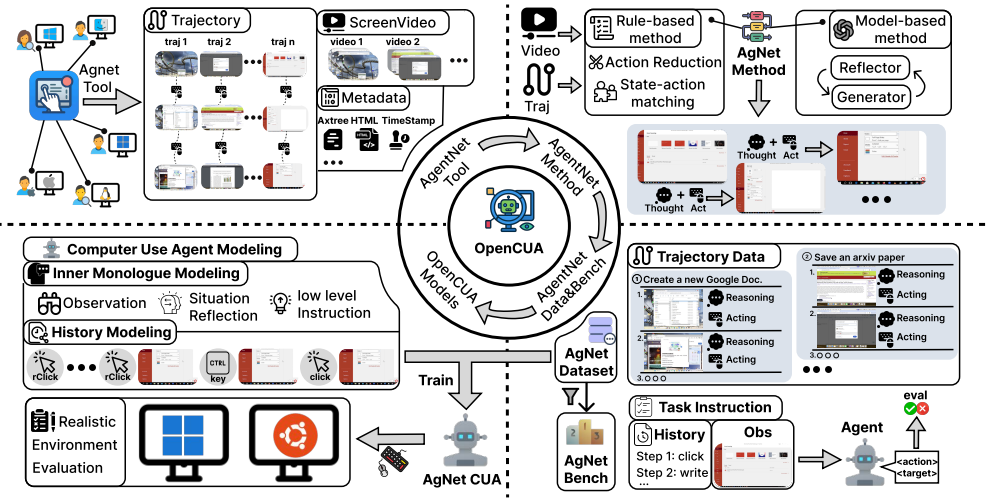 Agnet
Tool
Trajectory
traj 1
traj 2
traj n
ScreenVideo
video 1
video 2
Metadata
Axtree
HTML
TimeStamp
Video
Traj
Rule-based
method
Action Reduction
State-action
matching
AgNet
Method
Model-based
method
Reflector
Generator
Thought
Act
Thought
Act
AgentNet
Tool
AgentNet
Method
AgentNet
Data&Bench
OpenCUA
Models
OpenCUA
Computer Use Agent Modeling
Inner Monologue Modeling
Observation
Situation
Reflection
low level
Instruction
History Modeling
rClick
rClick
CTRL
key
click
Train
Realistic
Environment
Evaluation
AgNet CUA
AgNet
Dataset
AgNet
Bench
Trajectory Data
① Create a new Google Doc.
1.
Reasoning
Acting
2.
Reasoning
Acting
3.
② Save an arxiv paper
1.
Reasoning
Acting
2.
Reasoning
Acting
3.
Task Instruction
History
Step 1: click
Step 2: write
...
Obs
Agent
eval
<action>
<target>